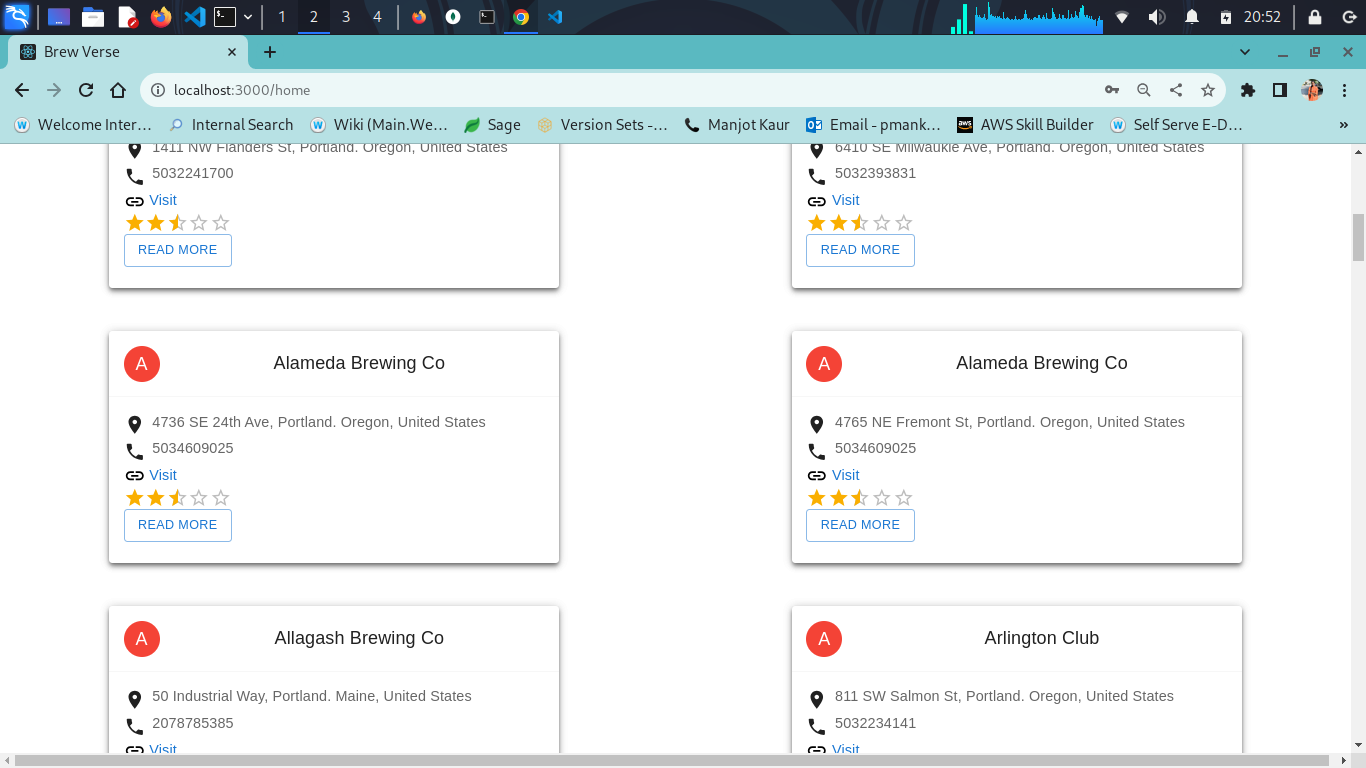 1 2 3 4 20:52
Brew Verse
localhost:3000/home
Welcome Inter… Internal Search Wiki (Main.We… Sage Version Sets -… Manjot Kaur Email - pmank… AWS Skill Builder Self Serve E-D… »
1411 NW Flanders St, Portland. Oregon, United States
5032241700
Visit
READ MORE
6410 SE Milwaukie Ave, Portland. Oregon, United States
5032393831
Visit
READ MORE
A Alameda Brewing Co
4736 SE 24th Ave, Portland. Oregon, United States
5034609025
Visit
READ MORE
A Alameda Brewing Co
4765 NE Fremont St, Portland. Oregon, United States
5034609025
Visit
READ MORE
A Allagash Brewing Co
50 Industrial Way, Portland. Maine, United States
2078785385
Visit
A Arlington Club
811 SW Salmon St, Portland. Oregon, United States
5032234141
Visit